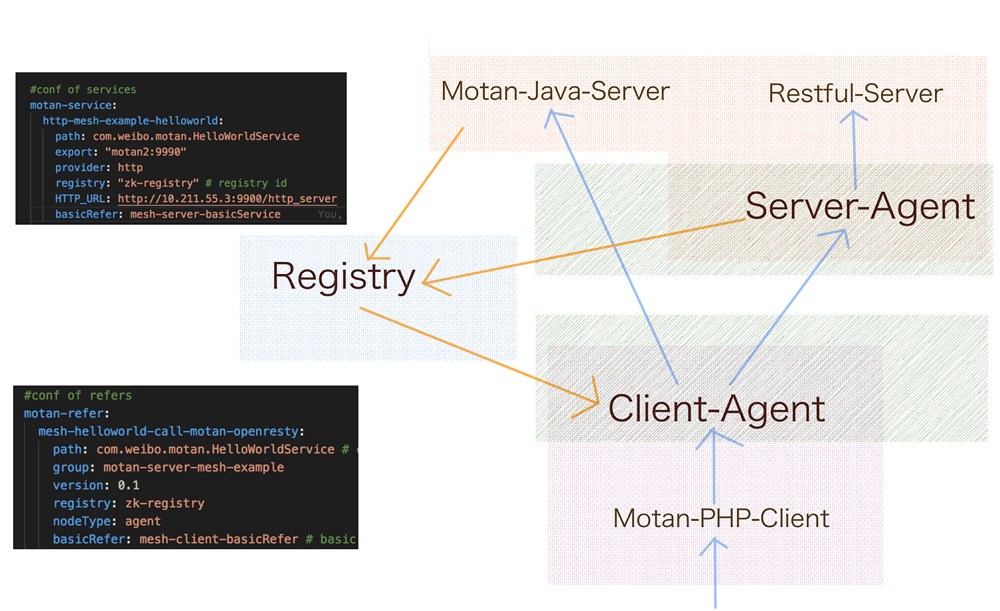 #conf of services
motan-service:
http-mesh-example-helloworld:
path: com.weibo.motan.HelloWorldService
export: "motan2:9990"
provider: http
registry: "zk-registry" # registry id
HTTP_URL: http://10.211.55.3:9900/http_server
basicRefer: mesh-server-basicService You,
Motan-Java-Server
Restful-Server
Server-Agent
Registry
#conf of refers
motan-refer:
mesh-helloworld-call-motan-openresty:
path: com.weibo.motan.HelloWorldService #
group: motan-server-mesh-example
version: 0.1
registry: zk-registry
nodeType: agent
basicRefer: mesh-client-basicRefer # basic
Client-Agent
Motan-PHP-Client